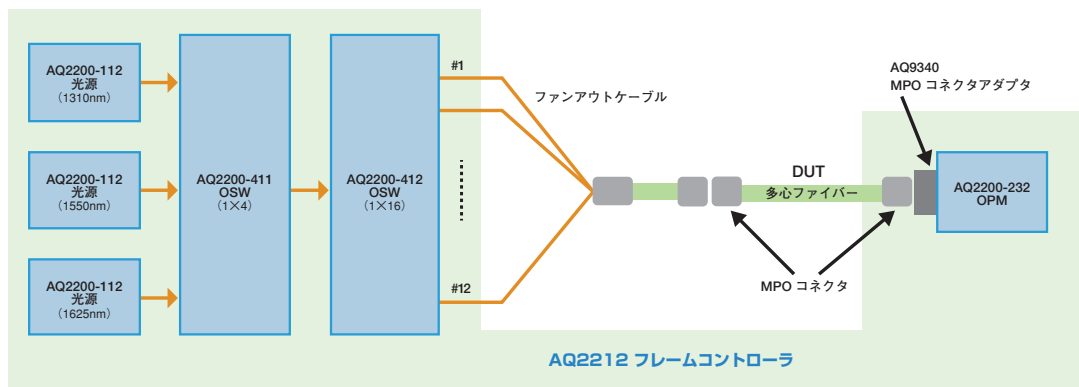 AQ2200-112
光源
（1310nm）
AQ2200-112
光源
（1550nm）
AQ2200-112
光源
（1625nm）
AQ2200-411
OSW
（1×4）
AQ2200-412
OSW
（1×16）
#1
#12
ファンアウトケーブル
DUT
多心ファイバー
MPO コネクタ
AQ9340
MPO コネクタアダプタ
AQ2200-232
OPM
AQ2212 フレームコントローラ